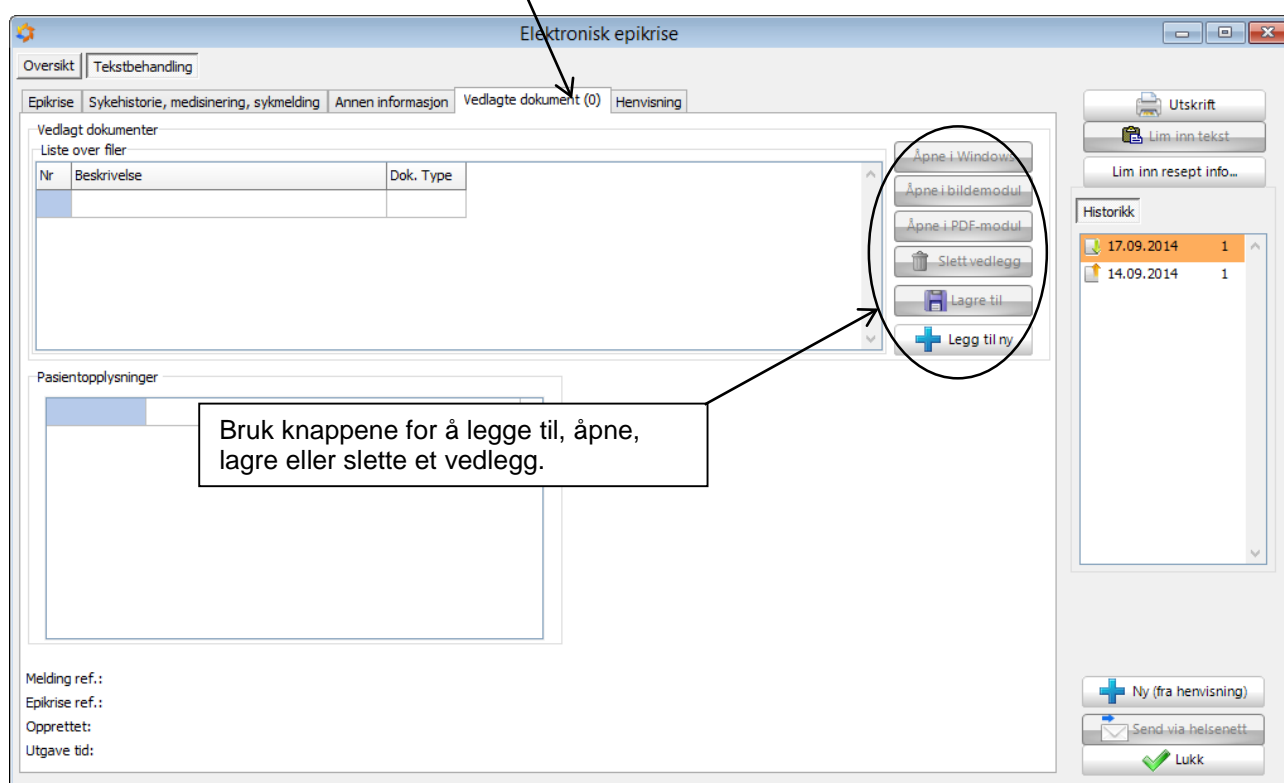 Elektronisk epikrise
Oversikt Tekstbehandling
Epikrise Sykehistorie, medisinering, sykmelding Annen informasjon Vedlagte dokument (0) Henvisning
Vedlagt dokumenter
Liste over filer
Nr Beskrivelse Dok. Type
Åpne i Windows
Åpne i bildemodul
Åpne i PDF-modul
Slett vedlegg
Lagre til
Legg til ny
Utskrift
Lim inn tekst
Lim inn resept info...
Historikk
17.09.2014 1
14.09.2014 1
Pasientopplysninger
Bruk knappene for å legge til, åpne,
lagre eller slette et vedlegg.
Melding ref.:
Epikrise ref.:
Opprettet:
Utgave tid:
Ny (fra henvisning)
Send via helsenett
Lukk